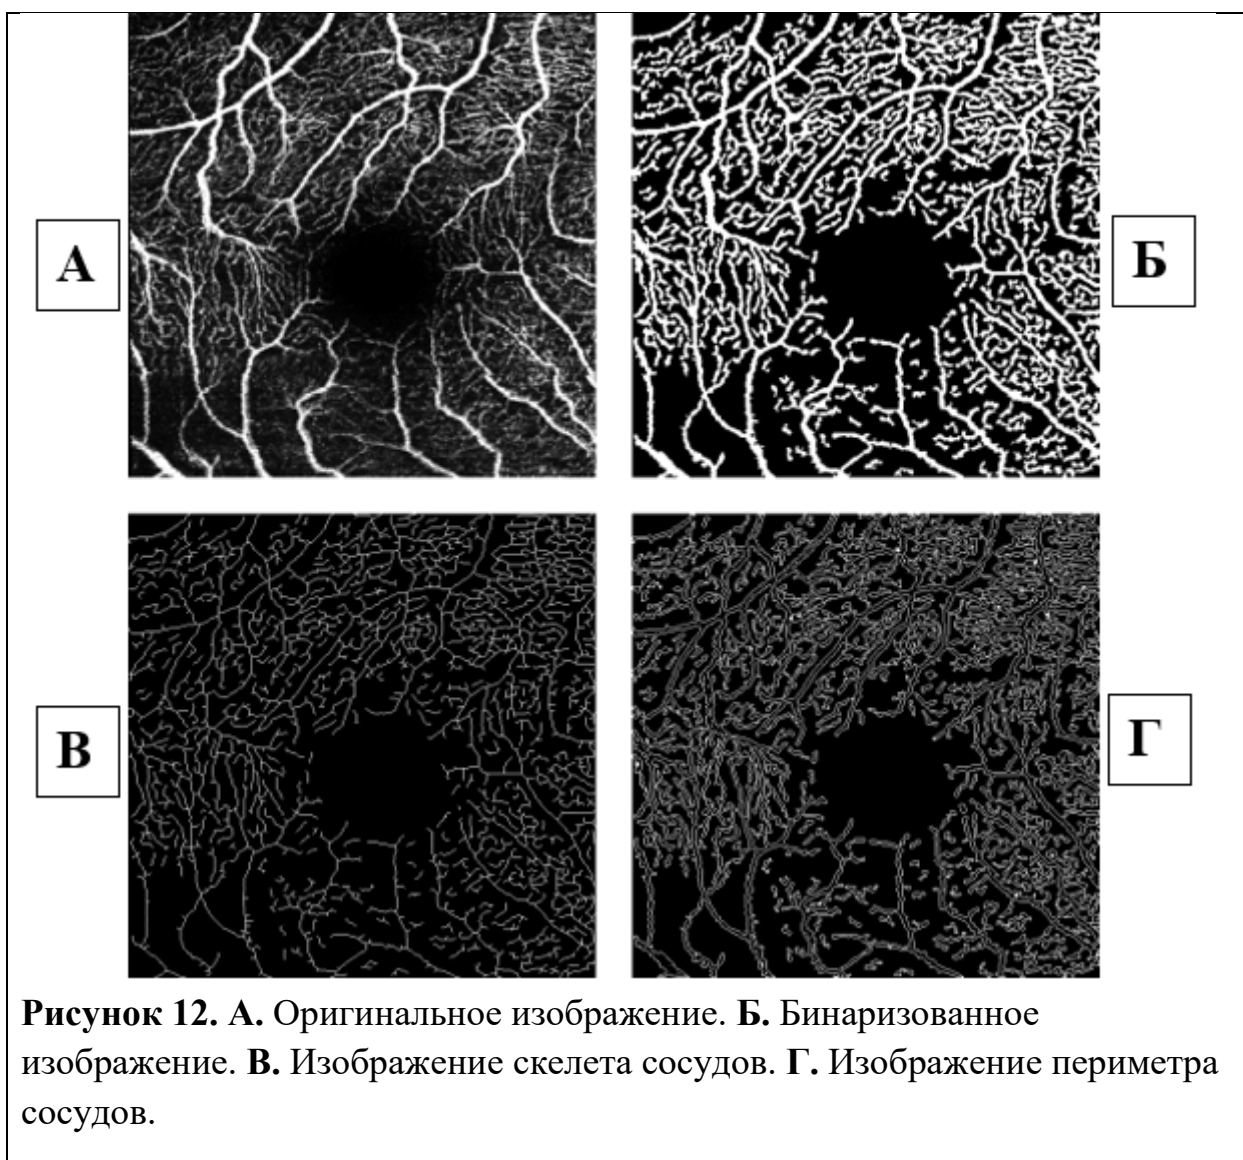 А
Б
В
Г
Рисунок 12. А. Оригинальное изображение. Б. Бинаризованное
изображение. В. Изображение скелета сосудов. Г. Изображение периметра
сосудов.